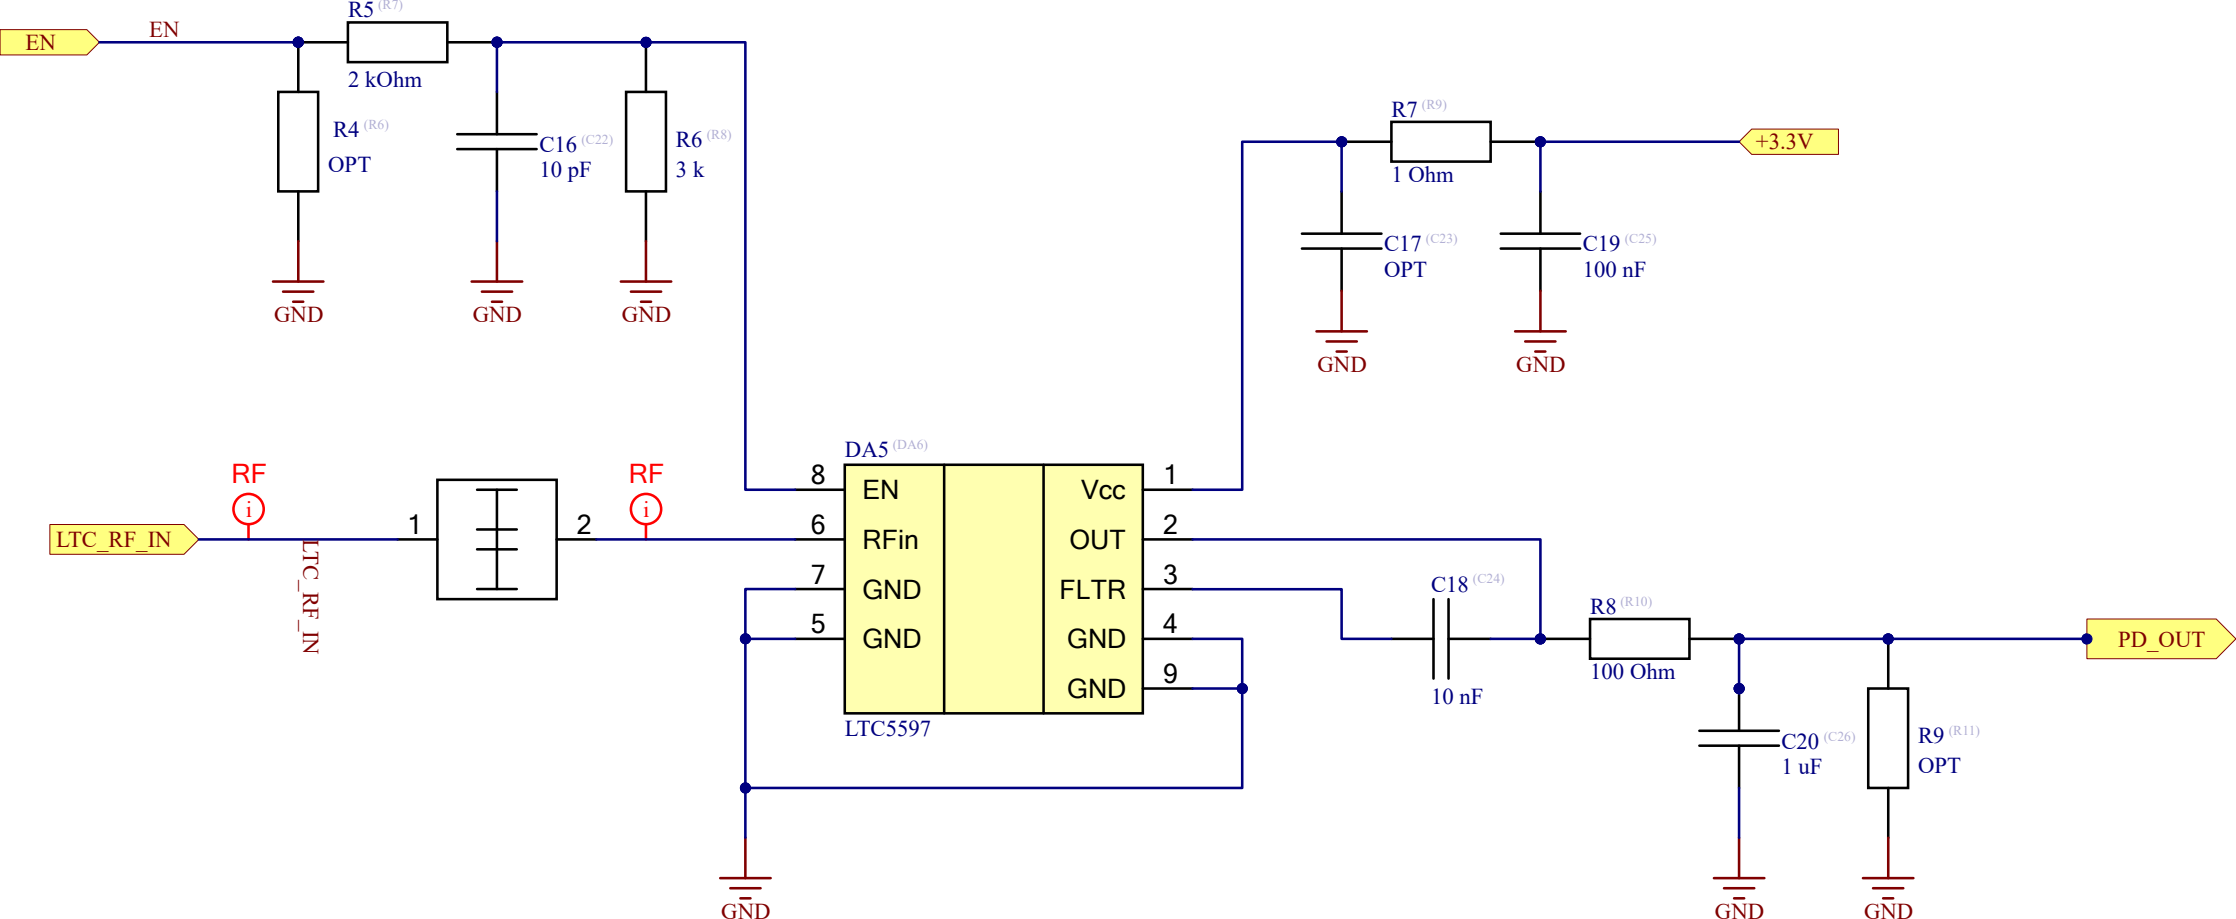 EN
EN
R5 (R7)
2 kOhm
R4 (R6)
OPT
C16 (C22)
10 pF
R6 (R8)
3 k
GND
GND
GND
R7 (R9)
1 Ohm
+3.3V
C17 (C23)
OPT
C19 (C25)
100 nF
GND
GND
LTC_RF_IN
RF
i
LTC_RF_IN
1
2
RF
i
DA5 (DA6)
8
EN
6
RFin
7
GND
5
GND
Vcc
1
OUT
2
FLTR
3
GND
4
GND
9
LTC5597
GND
C18 (C24)
10 nF
R8 (R10)
100 Ohm
PD_OUT
C20 (C26)
1 uF
R9 (R11)
OPT
GND
GND